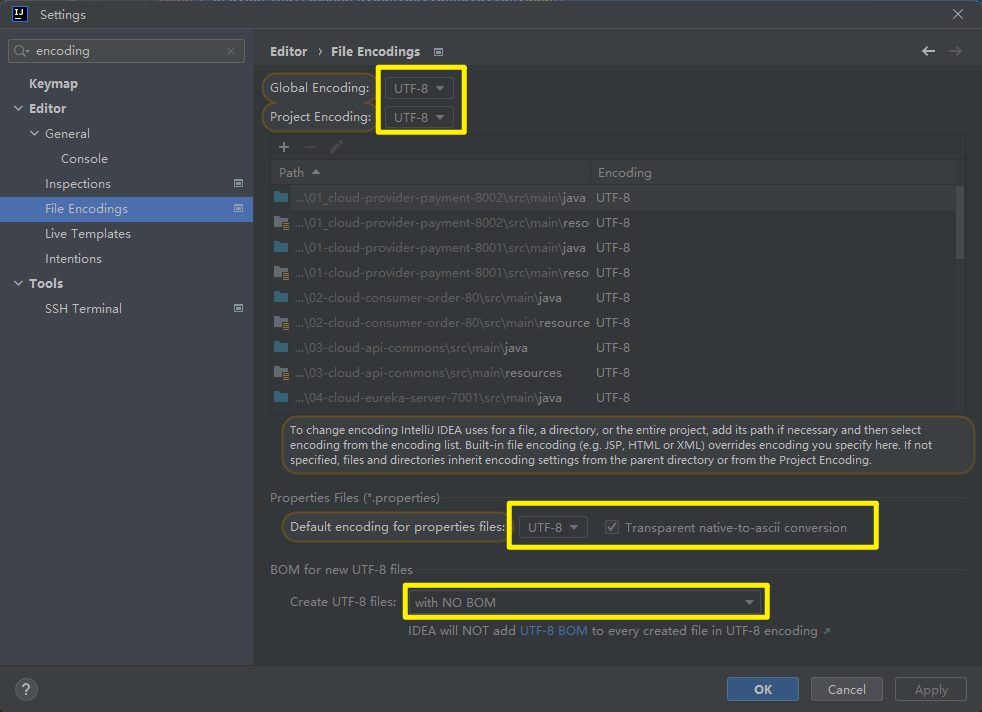 IJ
Settings
encoding
Keymap
Editor
General
Console
Inspections
File Encodings
Live Templates
Intentions
Tools
SSH Terminal
Editor › File Encodings
Global Encoding: UTF-8
Project Encoding: UTF-8
Path Encoding
...\01_cloud-provider-payment-8002\src\main\java UTF-8
...\01_cloud-provider-payment-8002\src\main\reso UTF-8
...\01-cloud-provider-payment-8001\src\main\java UTF-8
...\01-cloud-provider-payment-8001\src\main\reso UTF-8
...\02-cloud-consumer-order-80\src\main\java UTF-8
...\02-cloud-consumer-order-80\src\main\resource UTF-8
...\03-cloud-api-commons\src\main\java UTF-8
...\03-cloud-api-commons\src\main\resources UTF-8
...\04-cloud-eureka-server-7001\src\main\java UTF-8
To change encoding IntelliJ IDEA uses for a file, a directory, or the entire project, add its path if necessary and then select
encoding from the encoding list. Built-in file encoding (e.g. JSP, HTML or XML) overrides encoding you specify here. If not
specified, files and directories inherit encoding settings from the parent directory or from the Project Encoding.
Properties Files (*.properties)
Default encoding for properties files: UTF-8 Transparent native-to-ascii conversion
BOM for new UTF-8 files
Create UTF-8 files: with NO BOM
IDEA will NOT add UTF-8 BOM to every created file in UTF-8 encoding ↗
? OK Cancel Apply